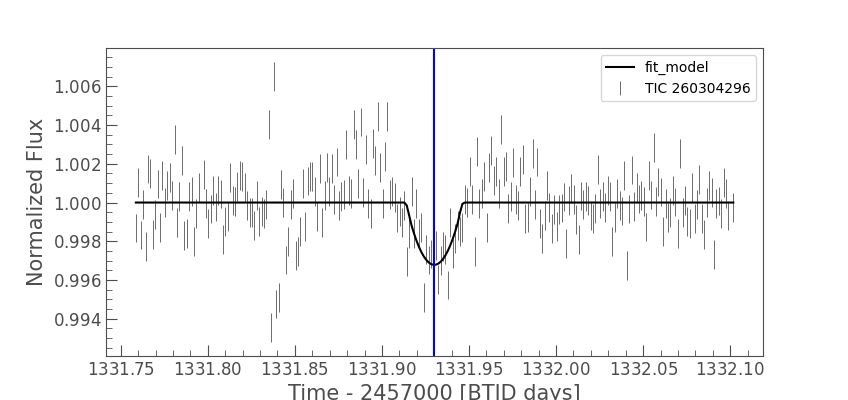 fit_model
TIC 260304296
1.006
1.004
1.002
1.000
0.998
0.996
0.994
Normalized Flux
1331.75 1331.80 1331.85 1331.90 1331.95 1332.00 1332.05 1332.10
Time - 2457000 [BTJD days]